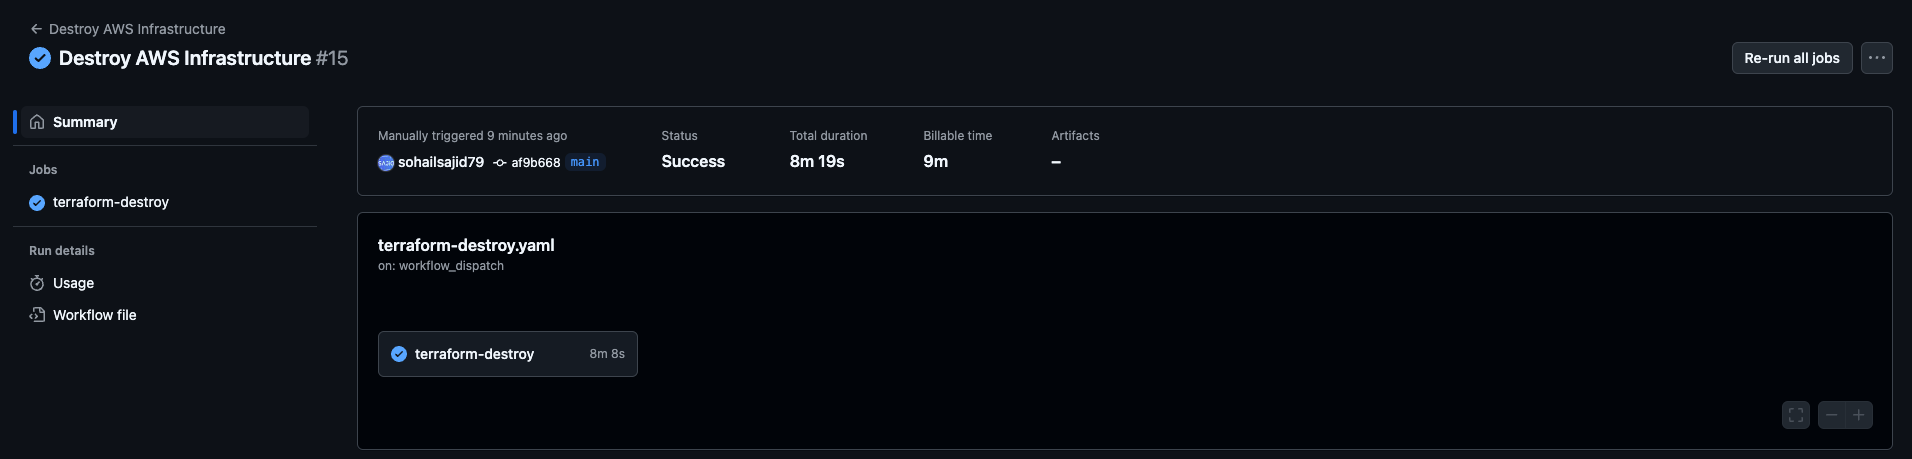 ← Destroy AWS Infrastructure
Destroy AWS Infrastructure #15
Re-run all jobs
Summary
Jobs
terraform-destroy
Run details
Usage
Workflow file
Manually triggered 9 minutes ago
sohailsajid79 af9b668 main
Status
Success
Total duration
8m 19s
Billable time
9m
Artifacts
–
terraform-destroy.yaml
on: workflow_dispatch
terraform-destroy 8m 8s